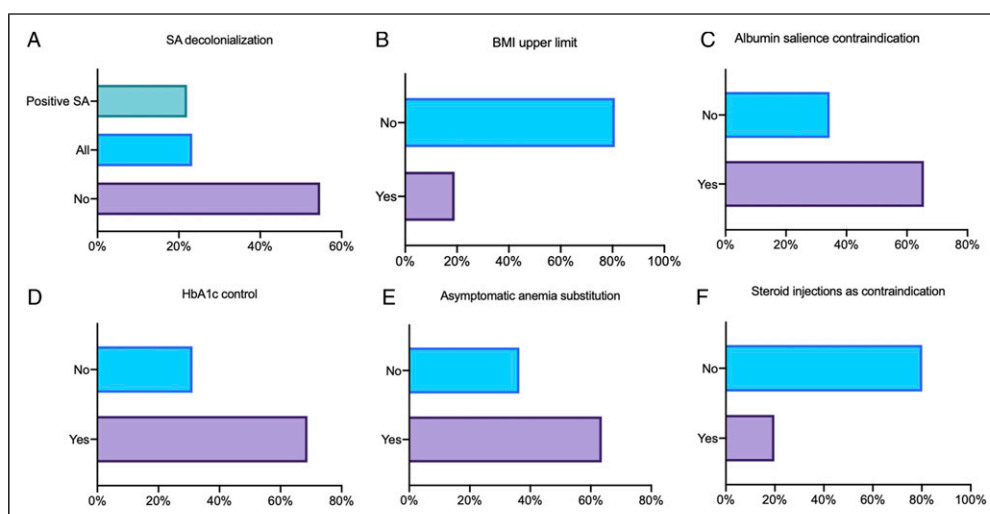 A
SA decolonialization
Positive SA
All
No
0% 20% 40% 60%
B
BMI upper limit
No
Yes
0% 20% 40% 60% 80% 100%
C
Albumin salience contraindication
No
Yes
0% 20% 40% 60% 80%
D
HbA1c control
No
Yes
0% 20% 40% 60% 80%
E
Asymptomatic anemia substitution
No
Yes
0% 20% 40% 60% 80%
F
Steroid injections as contraindication
No
Yes
0% 20% 40% 60% 80% 100%